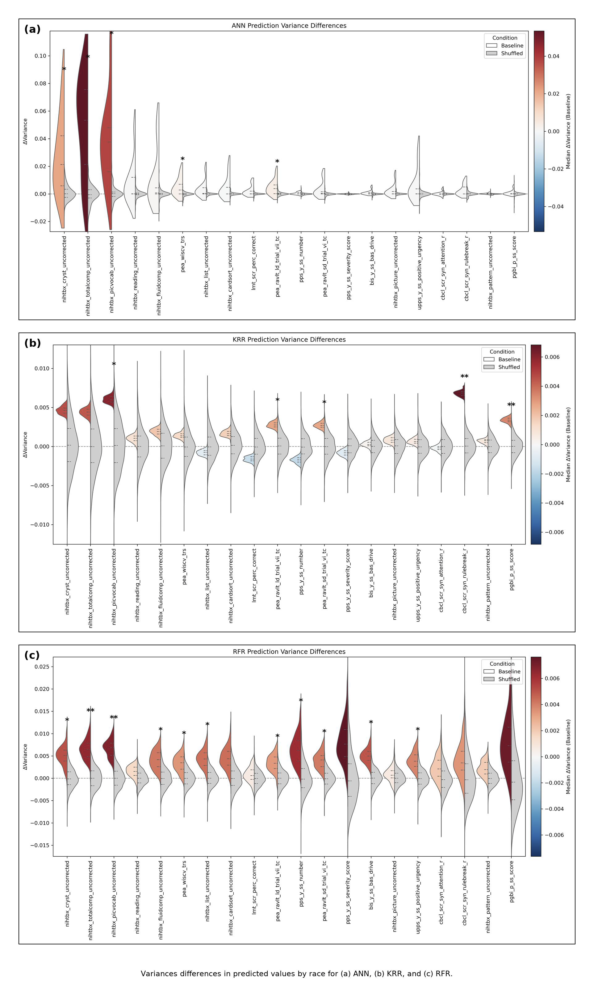 (a)
ANN Prediction Variance Differences
Condition
Baseline
Shuffled
ΔVariance
0.10
0.08
0.06
0.04
0.02
0.00
−0.02
* * * * *
nihtbx_cryst_uncorrected
nihtbx_totalcomp_uncorrected
nihtbx_picvocab_uncorrected
nihtbx_reading_uncorrected
nihtbx_fluidcomp_uncorrected
pea_wiscv_trs
nihtbx_list_uncorrected
nihtbx_cardsort_uncorrected
lmt_scr_perc_correct
pea_ravlt_ld_trial_vii_tc
pps_y_ss_number
pea_ravlt_sd_trial_vi_tc
pps_y_ss_severity_score
bis_y_ss_bas_drive
nihtbx_picture_uncorrected
upps_y_ss_positive_urgency
cbcl_scr_syn_attention_r
cbcl_scr_syn_rulebreak_r
nihtbx_pattern_uncorrected
pgbi_p_ss_score
0.04
0.02
0.00
−0.02
−0.04
Median ΔVariance (Baseline)
(b)
KRR Prediction Variance Differences
Condition
Baseline
Shuffled
ΔVariance
0.010
0.005
0.000
−0.005
−0.010
* * * ** **
nihtbx_cryst_uncorrected
nihtbx_totalcomp_uncorrected
nihtbx_picvocab_uncorrected
nihtbx_reading_uncorrected
nihtbx_fluidcomp_uncorrected
pea_wiscv_trs
nihtbx_list_uncorrected
nihtbx_cardsort_uncorrected
lmt_scr_perc_correct
pea_ravlt_ld_trial_vii_tc
pps_y_ss_number
pea_ravlt_sd_trial_vi_tc
pps_y_ss_severity_score
bis_y_ss_bas_drive
nihtbx_picture_uncorrected
upps_y_ss_positive_urgency
cbcl_scr_syn_attention_r
cbcl_scr_syn_rulebreak_r
nihtbx_pattern_uncorrected
pgbi_p_ss_score
0.006
0.004
0.002
0.000
−0.002
−0.004
−0.006
Median ΔVariance (Baseline)
(c)
RFR Prediction Variance Differences
Condition
Baseline
Shuffled
ΔVariance
0.025
0.020
0.015
0.010
0.005
0.000
−0.005
−0.010
−0.015
* ** ** * * * * * * * *
nihtbx_cryst_uncorrected
nihtbx_totalcomp_uncorrected
nihtbx_picvocab_uncorrected
nihtbx_reading_uncorrected
nihtbx_fluidcomp_uncorrected
pea_wiscv_trs
nihtbx_list_uncorrected
nihtbx_cardsort_uncorrected
lmt_scr_perc_correct
pea_ravlt_ld_trial_vii_tc
pps_y_ss_number
pea_ravlt_sd_trial_vi_tc
pps_y_ss_severity_score
bis_y_ss_bas_drive
nihtbx_picture_uncorrected
upps_y_ss_positive_urgency
cbcl_scr_syn_attention_r
cbcl_scr_syn_rulebreak_r
nihtbx_pattern_uncorrected
pgbi_p_ss_score
0.006
0.004
0.002
0.000
−0.002
−0.004
−0.006
Median ΔVariance (Baseline)
Variances differences in predicted values by race for (a) ANN, (b) KRR, and (c) RFR.